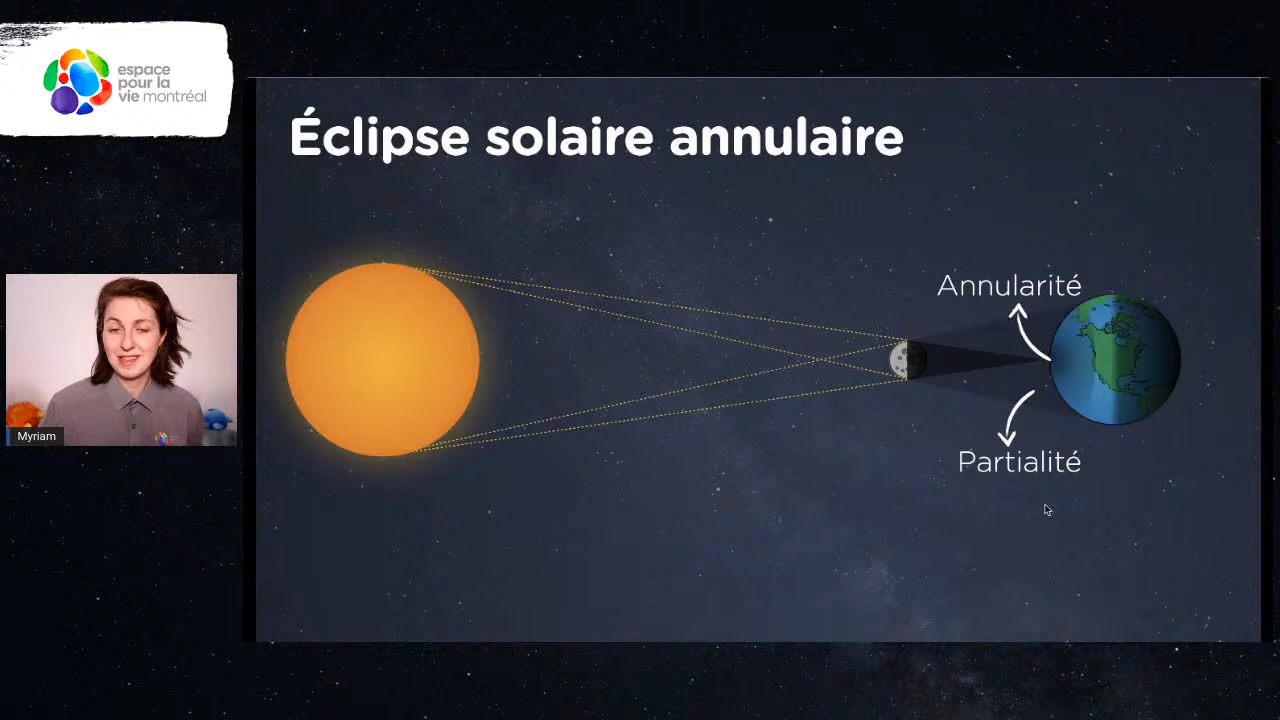 espace
pour la
vie montréal
Éclipse solaire annulaire
Annularité
Myriam
Partialité